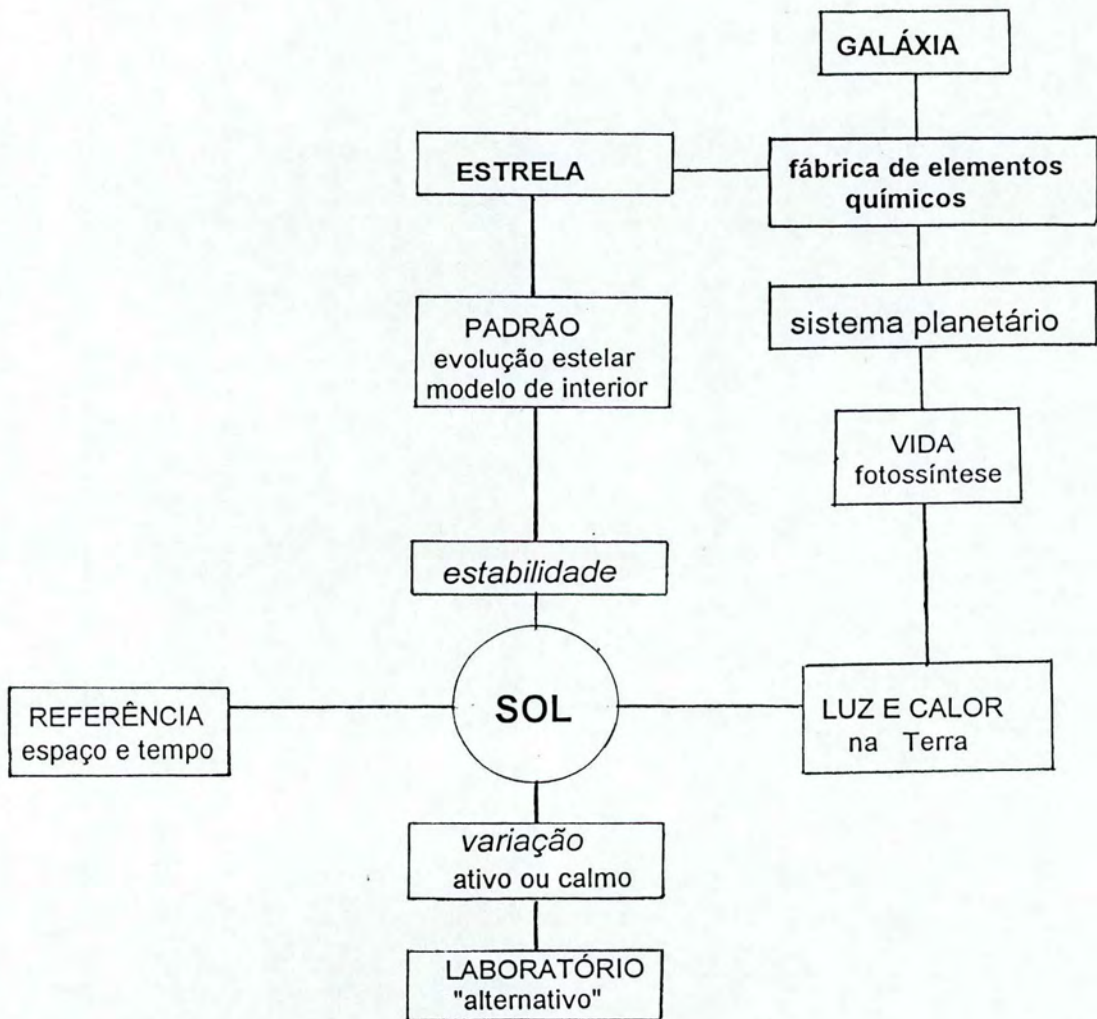 GALÁXIA
ESTRELA
fábrica de elementos
químicos
PADRÃO
evolução estelar
modelo de interior
sistema planetário
VIDA
fotossíntese
estabilidade
REFERÊNCIA
espaço e tempo
SOL
LUZ E CALOR
na Terra
variação
ativo ou calmo
LABORATÓRIO
"alternativo"